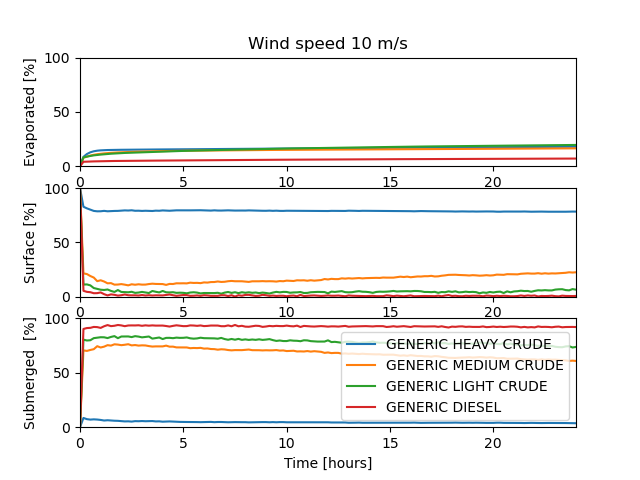 Wind speed 10 m/s
Evaporated [%]
100
50
0
0 5 10 15 20
Surface [%]
100
50
0
0 5 10 15 20
Submerged [%]
100
50
0
GENERIC HEAVY CRUDE
GENERIC MEDIUM CRUDE
GENERIC LIGHT CRUDE
GENERIC DIESEL
0 5 10 15 20
Time [hours]